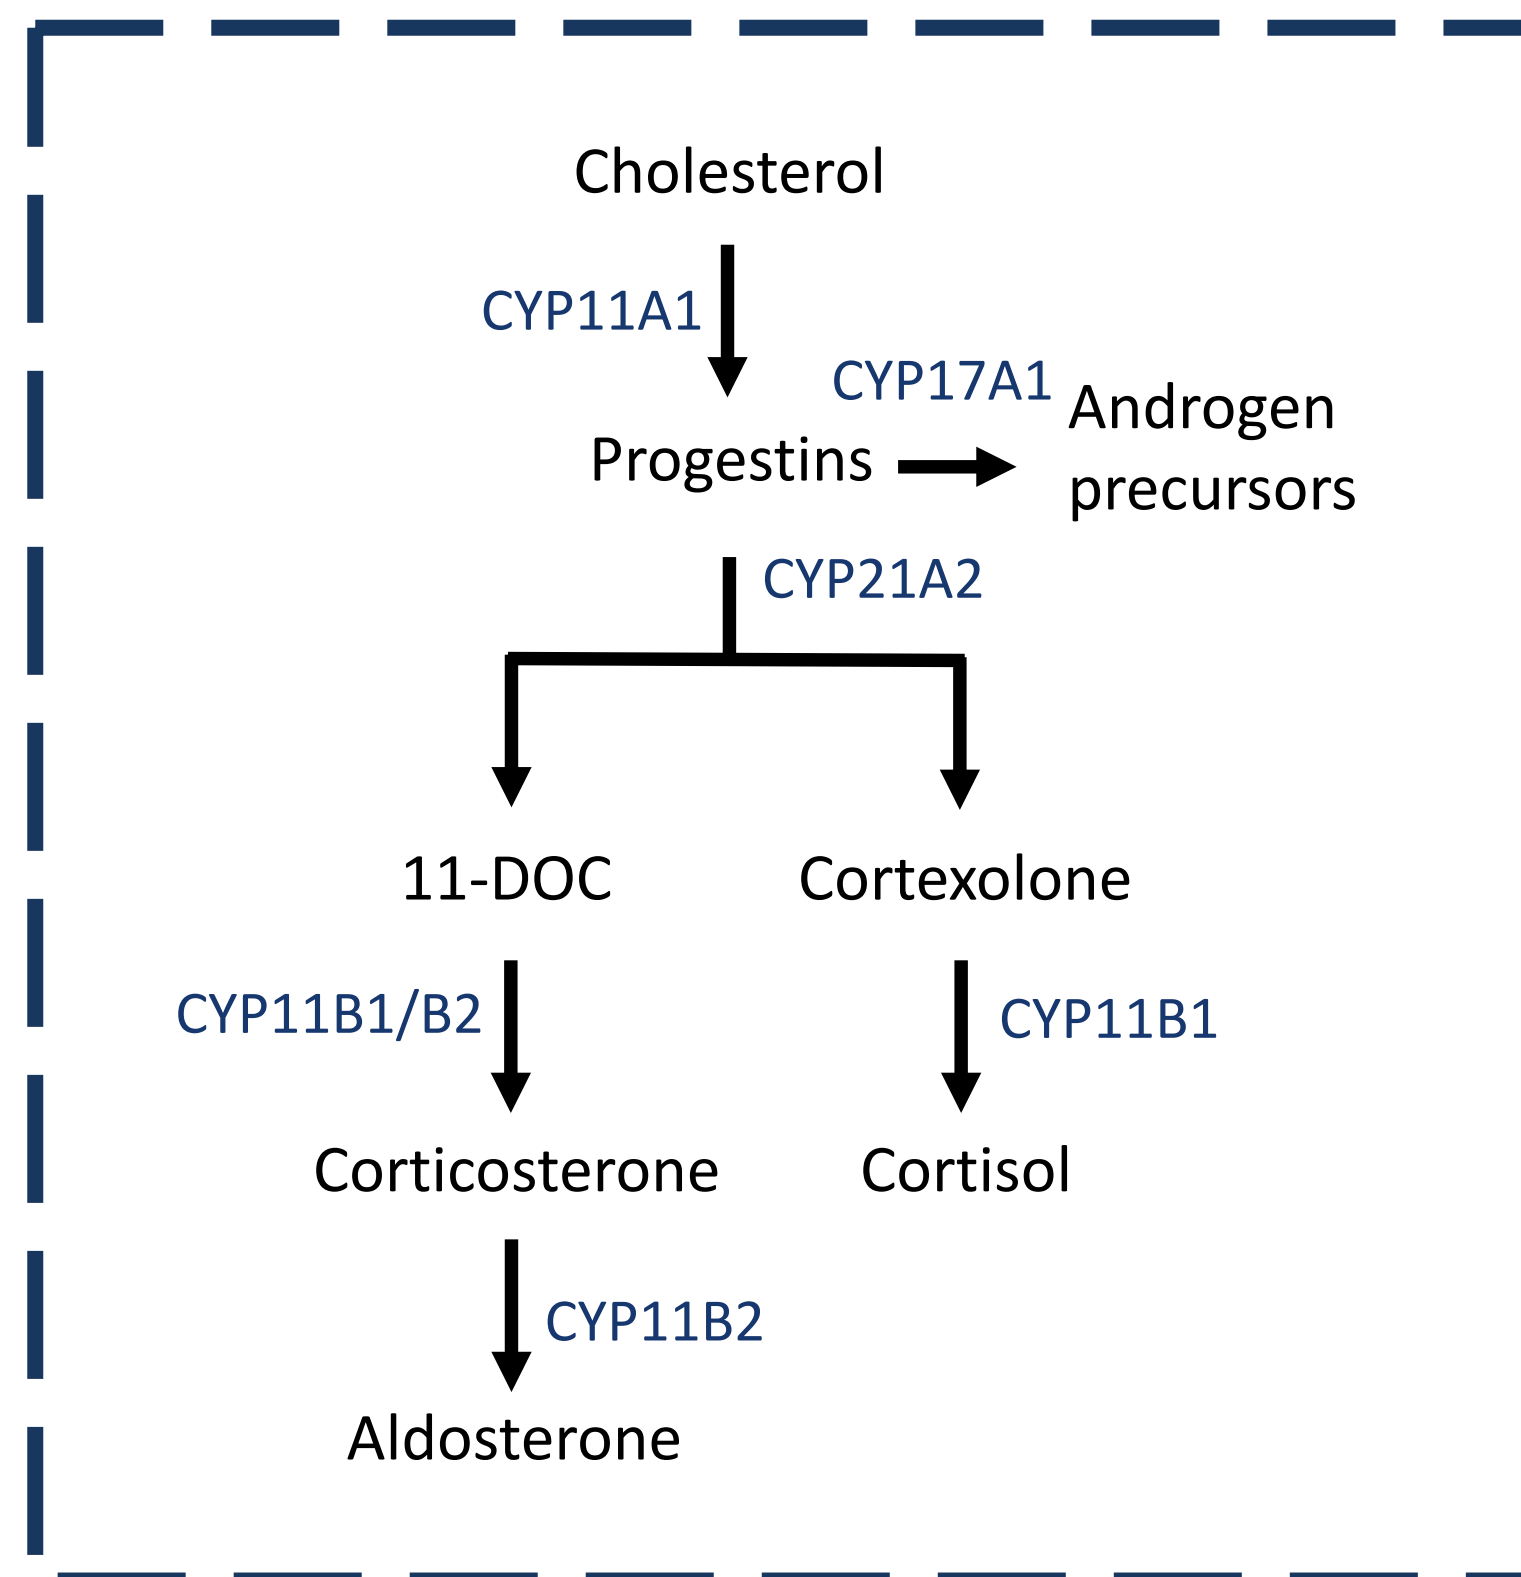 Cholesterol
CYP11A1
CYP17A1
Androgen
precursors
Progestins
CYP21A2
11-DOC
Cortexolone
CYP11B1/B2
CYP11B1
Corticosterone
Cortisol
CYP11B2
Aldosterone